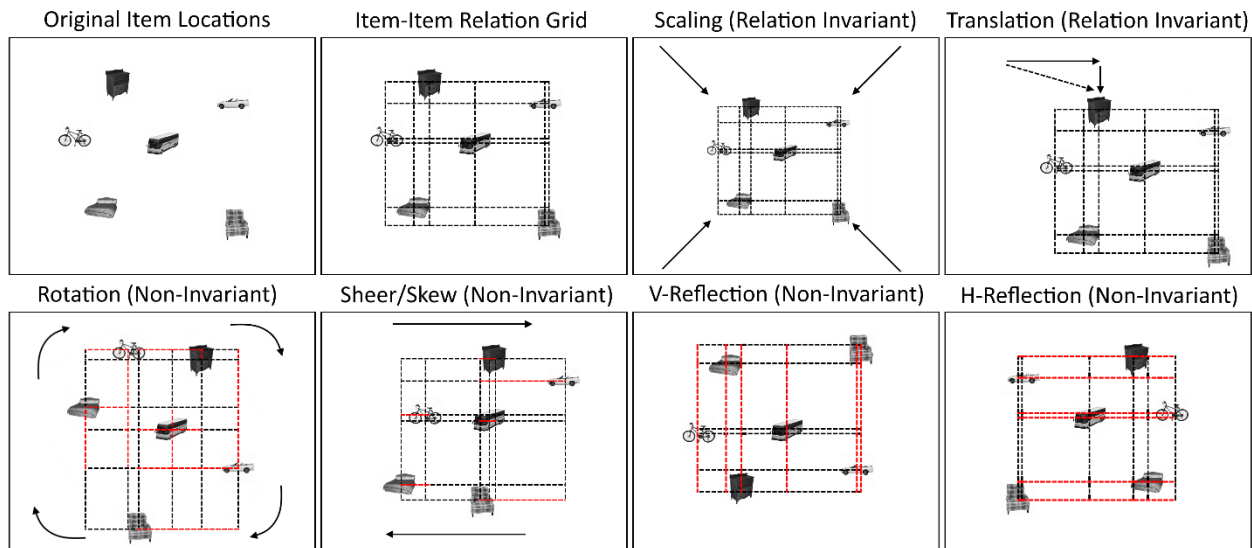 Original Item Locations
Item-Item Relation Grid
Scaling (Relation Invariant)
Translation (Relation Invariant)
Rotation (Non-Invariant)
Sheer/Skew (Non-Invariant)
V-Reflection (Non-Invariant)
H-Reflection (Non-Invariant)